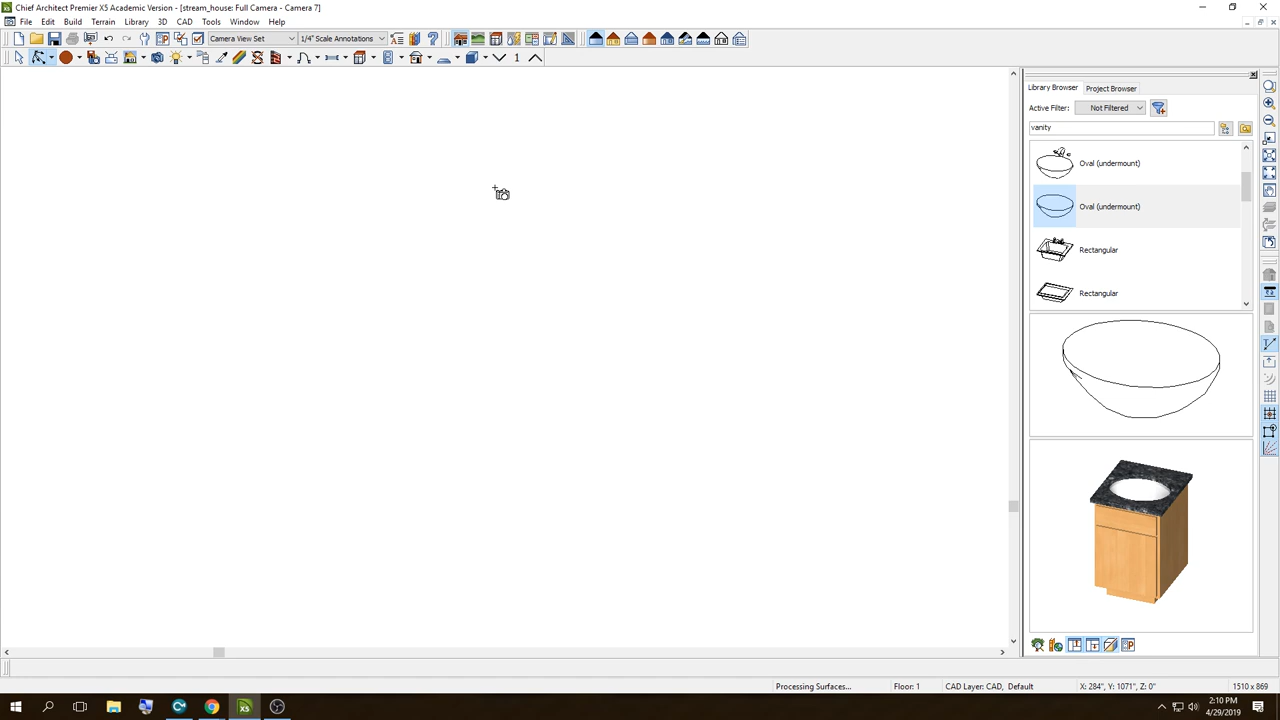 Chief Architect Premier X5 Academic Version - [stream_house: Full Camera - Camera 7]
File Edit Build Terrain Library 3D CAD Tools Window Help
Camera View Set 1/4" Scale Annotations
1
Library Browser Project Browser
Active Filter: Not Filtered
vanity
Oval (undermount)
Oval (undermount)
Rectangular
Rectangular
Processing Surfaces... Floor: 1 CAD Layer: CAD, Default X: 284", Y: 1071", Z: 0" 1510 x 869
2:10 PM
4/29/2019